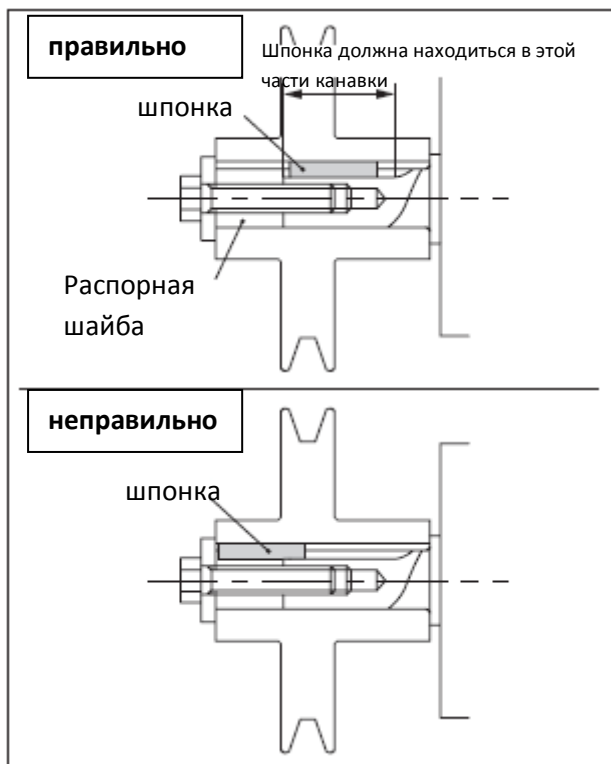 правильно
Шпонка должна находиться в этой
части канавки
шпонка
Распорная
шайба
неправильно
шпонка